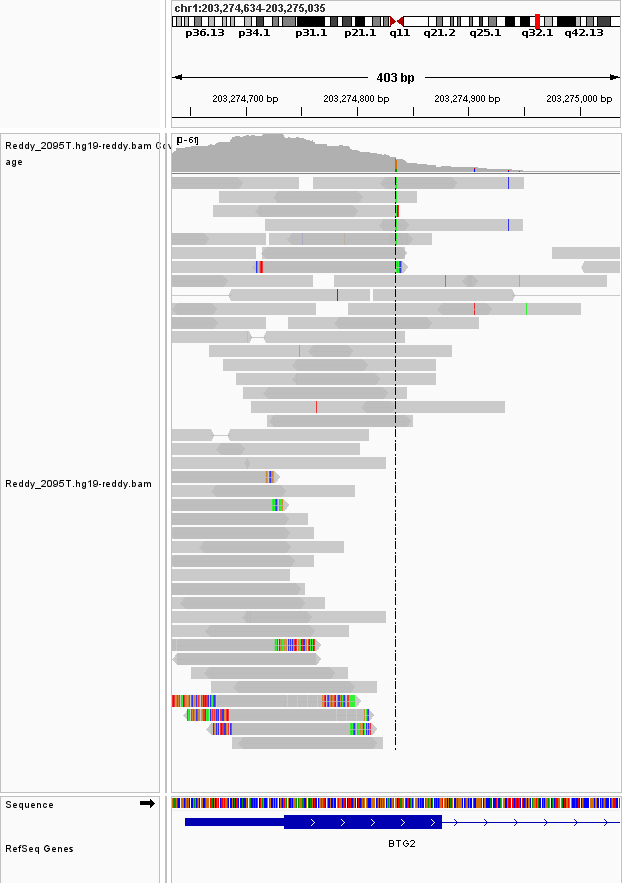 chr1:203,274,634-203,275,035
p36.13 p34.1 p31.1 p21.1 q11 q21.2 q25.1 q32.1 q42.13
403 bp
203,274,700 bp 203,274,800 bp 203,274,900 bp 203,275,000 bp
[0-61]
Reddy_2095T.hg19-reddy.bam Cov
age
Reddy_2095T.hg19-reddy.bam
Sequence
BTG2
RefSeq Genes